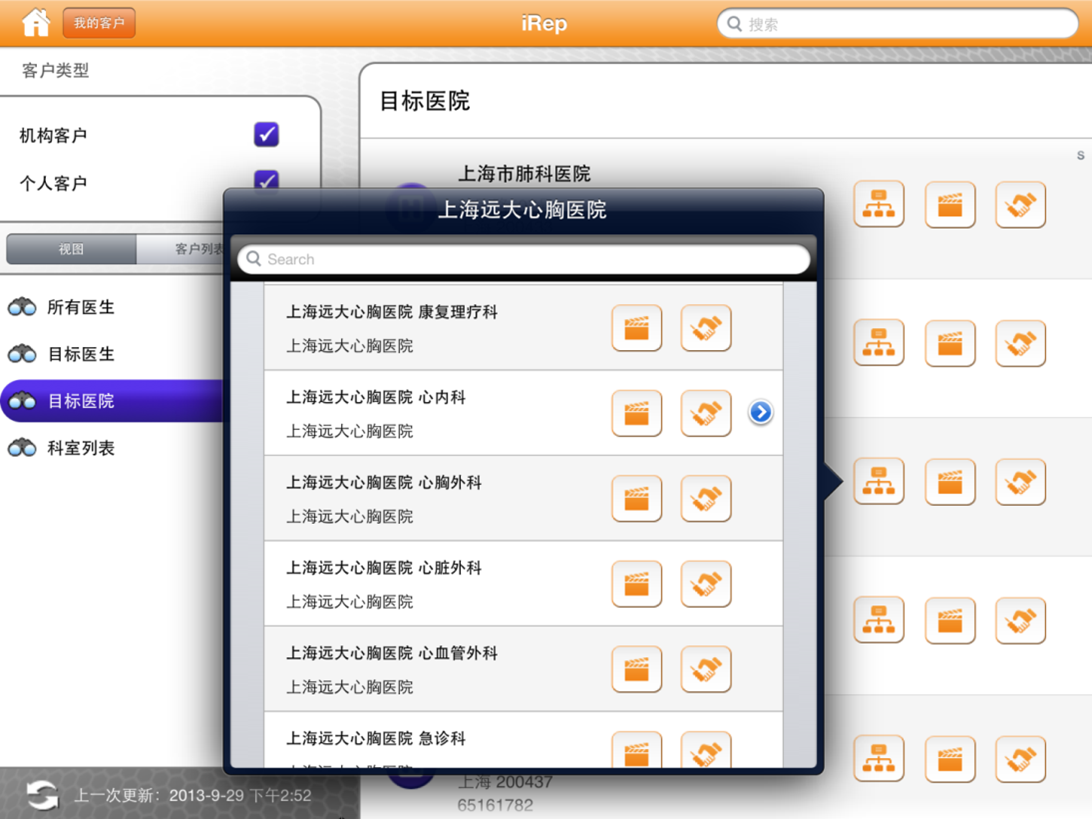 我的客户
iRep
搜索
客户类型
机构客户
个人客户
视图
客户列表
所有医生
目标医生
目标医院
科室列表
上一次更新: 2013-9-29 下午2:52
目标医院
S
上海市肺科医院
上海远大心胸医院
Search
上海远大心胸医院 康复理疗科
上海远大心胸医院
上海远大心胸医院 心内科
上海远大心胸医院
上海远大心胸医院 心胸外科
上海远大心胸医院
上海远大心胸医院 心脏外科
上海远大心胸医院
上海远大心胸医院 心血管外科
上海远大心胸医院
上海远大心胸医院 急诊科
上海 200437
65161782